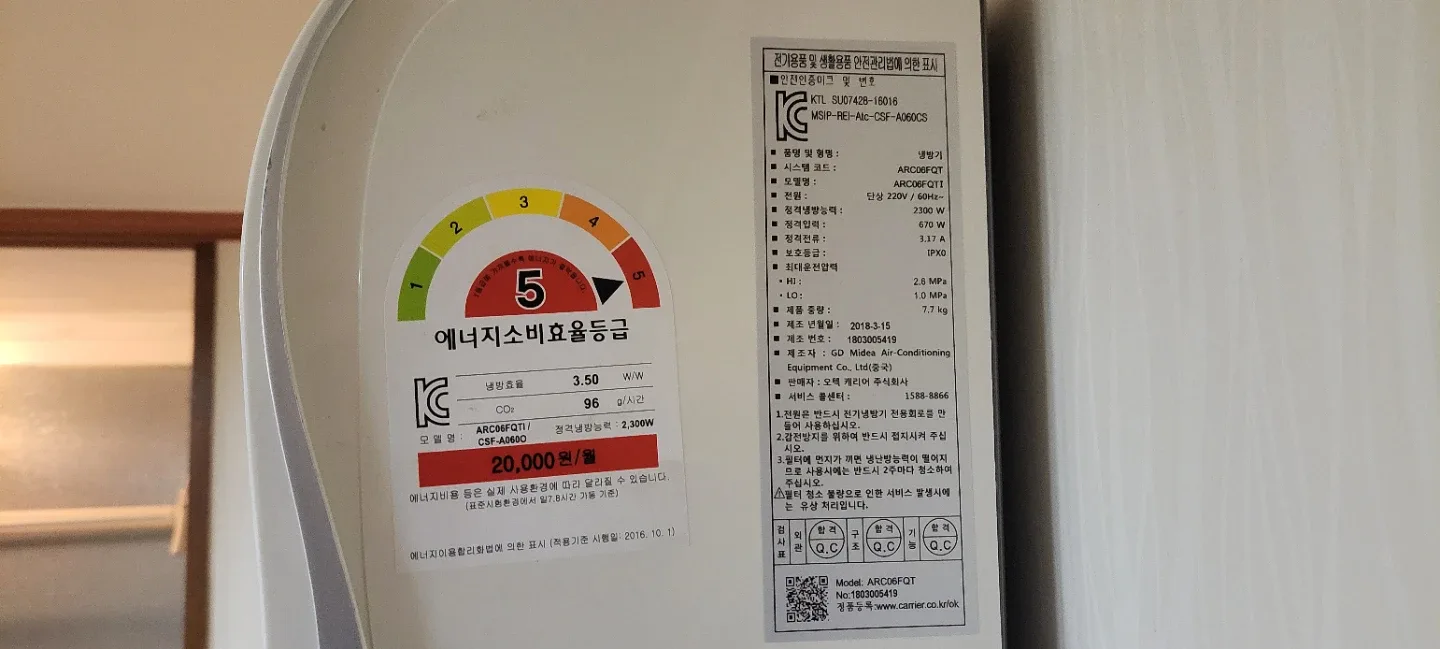 1
2
3
4
5
1등급에 가까울수록 에너지가 절약됩니다.
5
에너지소비효율등급
냉방효율 3.50 W/W
CO₂ 96 g/시간
모델명 : ARC06FQTI / CSF-A060O 정격냉방능력 : 2,300W
20,000원/월
에너지비용 등은 실제 사용환경에 따라 달라질 수 있습니다.
(표준시험환경에서 일7.8시간 가동 기준)
에너지이용합리화법에 의한 표시 (적용기준 시행일: 2016. 10. 1)
전기용품 및 생활용품 안전관리법에 의한 표시
■ 안전인증마크 및 번호
KTL SU07428-16016
MSIP-REI-Atc-CSF-A060CS
■ 품명 및 형명 : 냉방기
■ 시스템 코드 : ARC06FQT
■ 모델명 : ARC06FQTI
■ 전원 : 단상 220V / 60Hz~
■ 정격냉방능력 : 2300 W
■ 정격입력 : 670 W
■ 정격전류 : 3.17 A
■ 보호등급 : IPX0
■ 최대운전압력
· HI : 2.6 MPa
· LO : 1.0 MPa
■ 제품 중량 : 7.7 kg
■ 제조 년월일 : 2018-3-15
■ 제조 번호 : 1803005419
■ 제조자 : GD Midea Air-Conditioning
Equipment Co., Ltd(중국)
■ 판매자 : 오텍 캐리어 주식회사
■ 서비스 콜센터 : 1588-8866
1.전원은 반드시 전기냉방기 전용회로를 만
들어 사용하십시오.
2.감전방지를 위하여 반드시 접지시켜 주십
시오.
3.필터에 먼지가 끼면 냉난방능력이 떨어지
므로 사용시에는 반드시 2주마다 청소하여
주십시오.
⚠필터 청소 불량으로 인한 서비스 발생시에
는 유상 처리입니다.
검사표 외관 합격 Q.C 구조 합격 Q.C 기능 합격 Q.C
Model: ARC06FQT
No:1803005419
정품등록:www.carrier.co.kr/ok